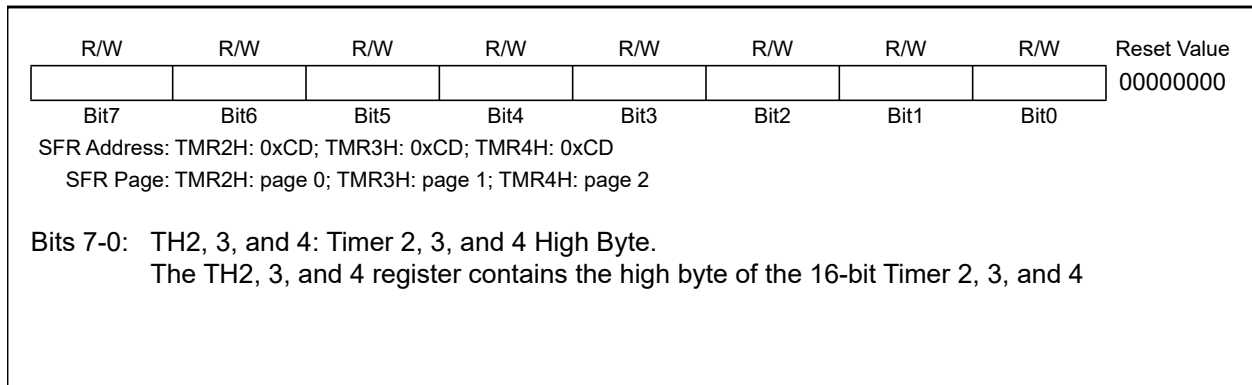 R/W R/W R/W R/W R/W R/W R/W R/W Reset Value
00000000
Bit7 Bit6 Bit5 Bit4 Bit3 Bit2 Bit1 Bit0
SFR Address: TMR2H: 0xCD; TMR3H: 0xCD; TMR4H: 0xCD
SFR Page: TMR2H: page 0; TMR3H: page 1; TMR4H: page 2
Bits 7-0: TH2, 3, and 4: Timer 2, 3, and 4 High Byte.
The TH2, 3, and 4 register contains the high byte of the 16-bit Timer 2, 3, and 4